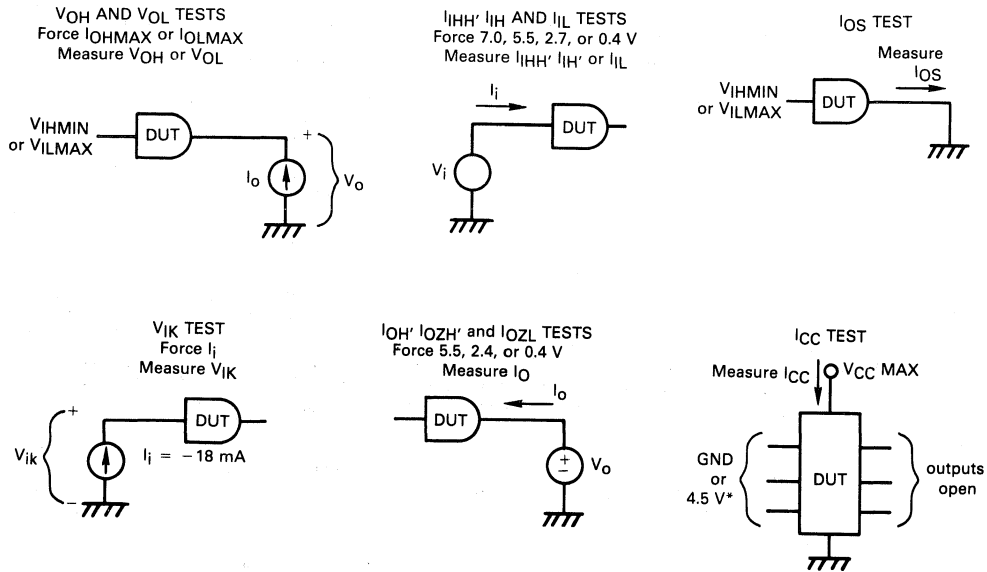 VOH AND VOL TESTS
Force IOHMAX or IOLMAX
Measure VOH or VOL
VIHMIN
or VILMAX
DUT
+
Io
Vo
IIHH' IIH AND IIL TESTS
Force 7.0, 5.5, 2.7, or 0.4 V
Measure IIHH' IIH' or IIL
Ii
DUT
Vi
IOS TEST
Measure
IOS
VIHMIN
or VILMAX
DUT
VIK TEST
Force Ii
Measure VIK
+
DUT
Vik
Ii = −18 mA
−
IOH' IOZH' and IOZL TESTS
Force 5.5, 2.4, or 0.4 V
Measure IO
Io
DUT
+
−
Vo
ICC TEST
Measure ICC
VCC MAX
GND
or
4.5 V*
DUT
outputs
open